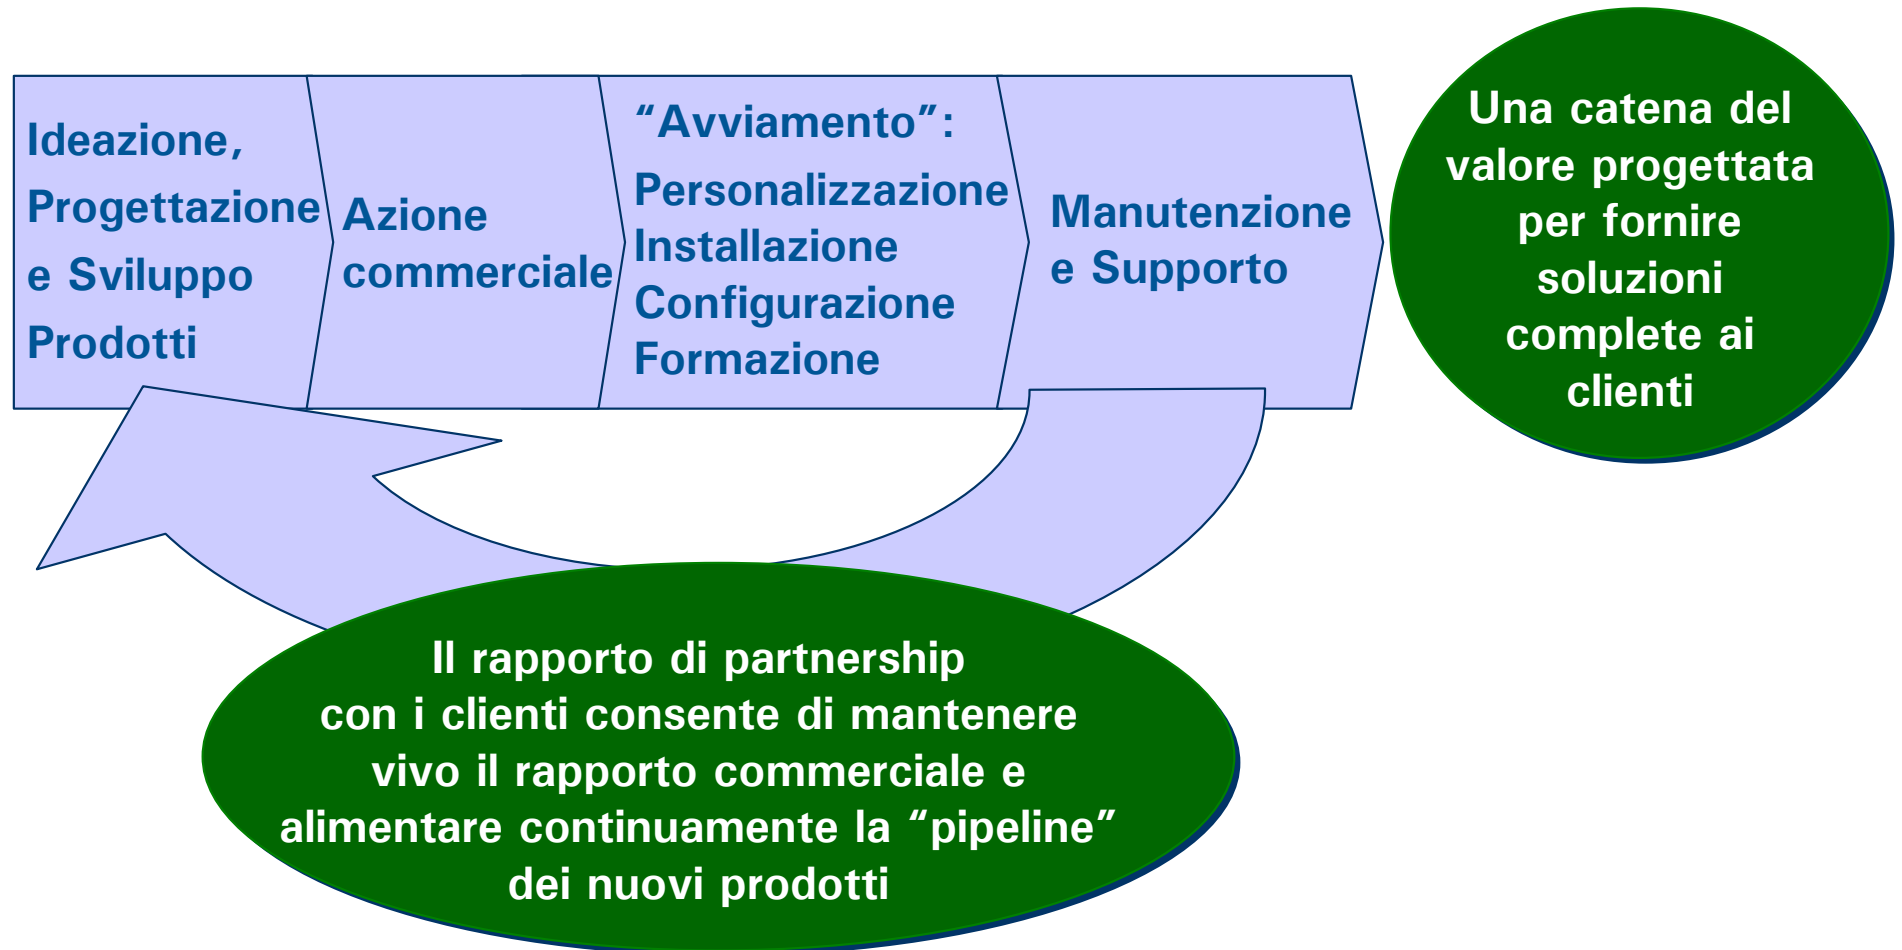 Ideazione,
Progettazione
e Sviluppo
Prodotti
Azione
commerciale
“Avviamento”:
Personalizzazione
Installazione
Configurazione
Formazione
Manutenzione
e Supporto
Una catena del
valore progettata
per fornire
soluzioni
complete ai
clienti
Il rapporto di partnership
con i clienti consente di mantenere
vivo il rapporto commerciale e
alimentare continuamente la “pipeline”
dei nuovi prodotti